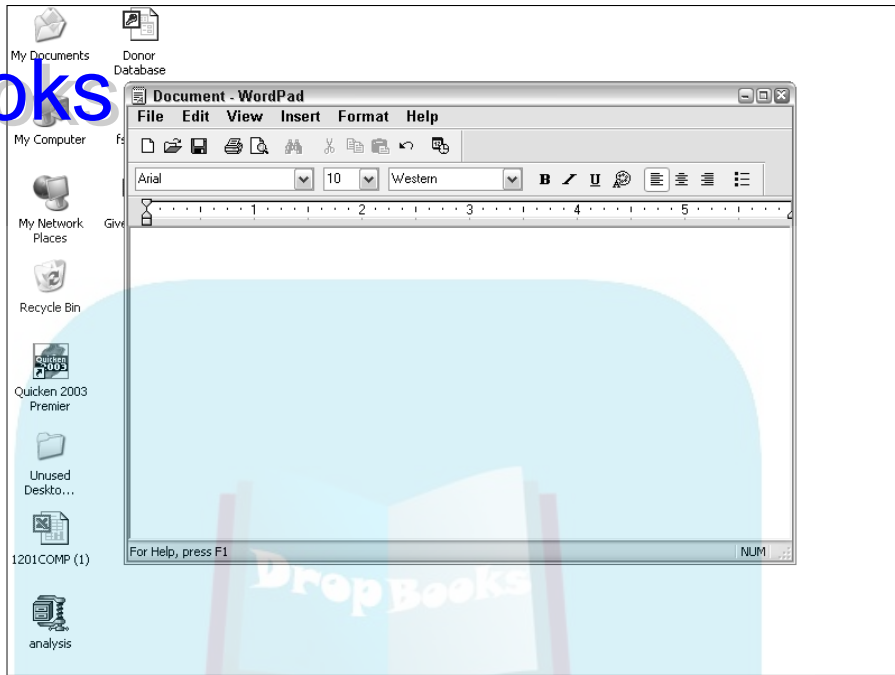 My Documents
Donor
Database
oks
My Computer
My Network
Places
Recycle Bin
Quicken
2003
Quicken 2003
Premier
Unused
Deskto...
1201COMP (1)
analysis
Document - WordPad
File Edit View Insert Format Help
Arial 10 Western B U
1 2 3 4 5
For Help, press F1 NUM
DropBooks